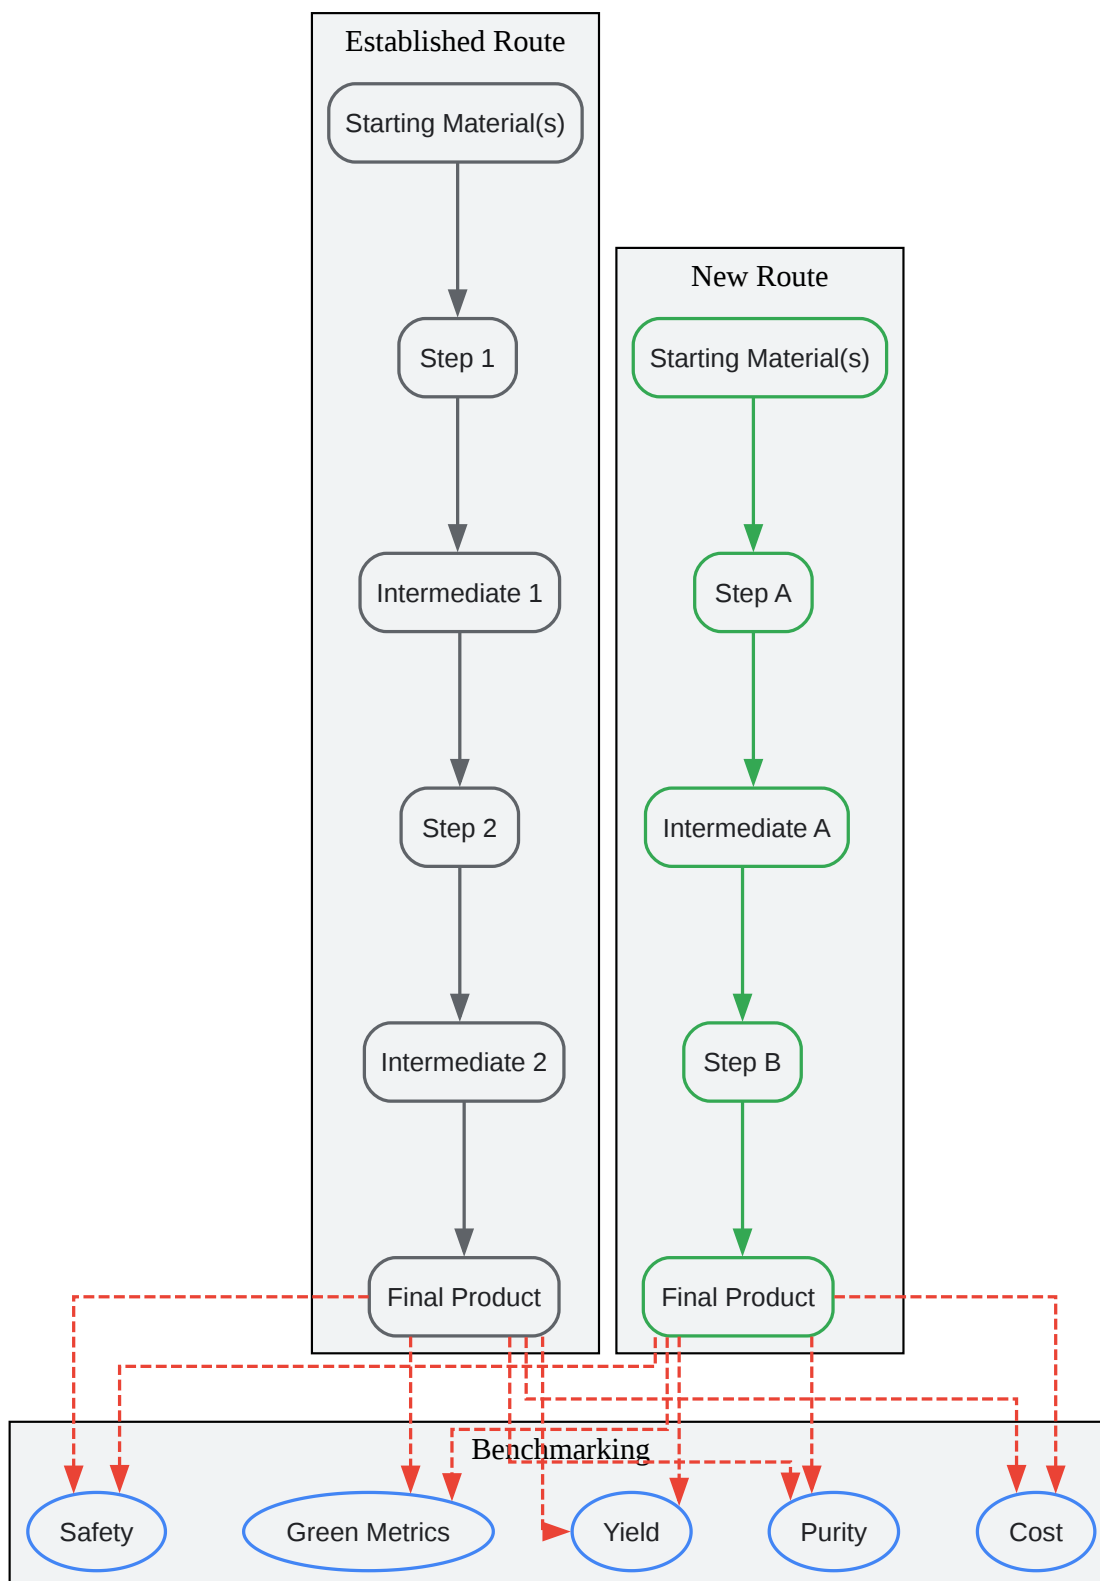 Established Route
Starting Material(s)
Step 1
Intermediate 1
Step 2
Intermediate 2
Final Product
New Route
Starting Material(s)
Step A
Intermediate A
Step B
Final Product
Benchmarking
Safety
Green Metrics
Yield
Purity
Cost